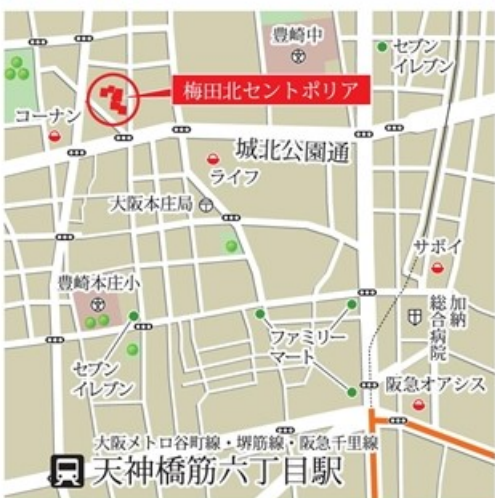 豊崎中
セブン
イレブン
梅田北セントポリア
コーナン
城北公園通
ライフ
大阪本庄局
サボイ
豊崎本庄小
加納
総合病院
ファミリー
マート
セブン
イレブン
阪急オアシス
大阪メトロ谷町線・堺筋線・阪急千里線
天神橋筋六丁目駅